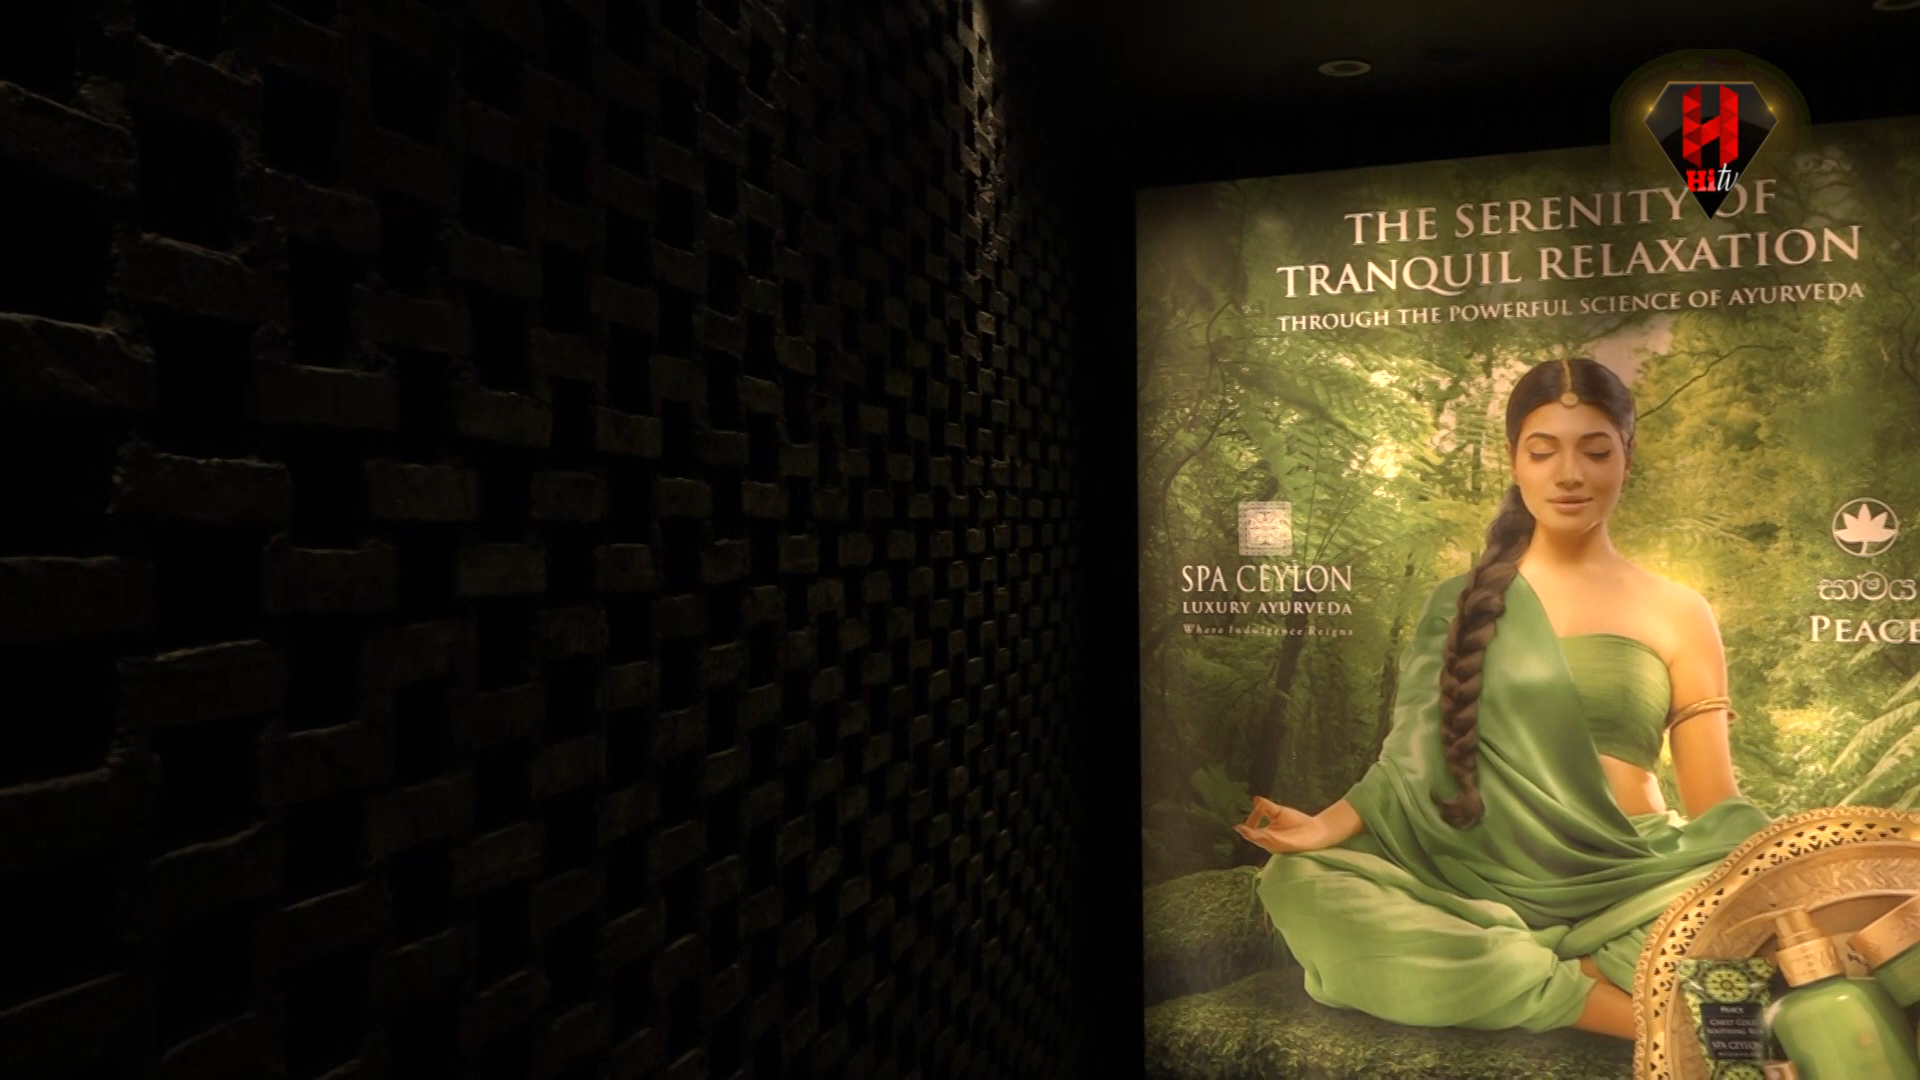 H
Hitv
THE SERENITY OF
TRANQUIL RELAXATION
THROUGH THE POWERFUL SCIENCE OF AYURVEDA
SPA CEYLON
LUXURY AYURVEDA
Where Indulgence Reigns
සාමය
PEACE
PEACE
SPA CEYLON